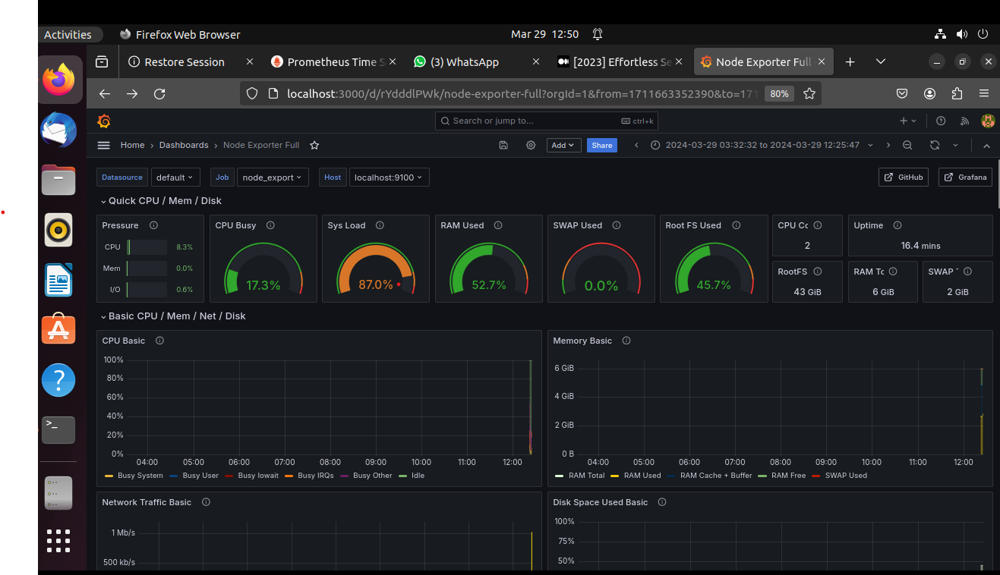 Activities Firefox Web Browser Mar 29 12:50
Restore Session Prometheus Time S (3) WhatsApp [2023] Effortless Se Node Exporter Full
localhost:3000/d/rYdddlPWk/node-exporter-full?orgId=1&from=1711663352390&to=171 80%
Search or jump to... ctrl+k
Home › Dashboards › Node Exporter Full Add Share 2024-03-29 03:32:32 to 2024-03-29 12:25:47
Datasource default Job node_export Host localhost:9100 GitHub Grafana
Quick CPU / Mem / Disk
Pressure CPU Busy Sys Load RAM Used SWAP Used Root FS Used CPU Co Uptime
CPU 8.3%
Mem 0.0%
I/O 0.6%
17.3% 87.0% 52.7% 0.0% 45.7%
2 16.4 mins
RootFS RAM To SWAP
43 GiB 6 GiB 2 GiB
Basic CPU / Mem / Net / Disk
CPU Basic
100%
80%
60%
40%
20%
0%
04:00 05:00 06:00 07:00 08:00 09:00 10:00 11:00 12:00
Busy System Busy User Busy Iowait Busy IRQs Busy Other Idle
Memory Basic
6 GiB
4 GiB
2 GiB
0 B
04:00 05:00 06:00 07:00 08:00 09:00 10:00 11:00 12:00
RAM Total RAM Used RAM Cache + Buffer RAM Free SWAP Used
Network Traffic Basic
1 Mb/s
500 kb/s
Disk Space Used Basic
100%
75%
50%